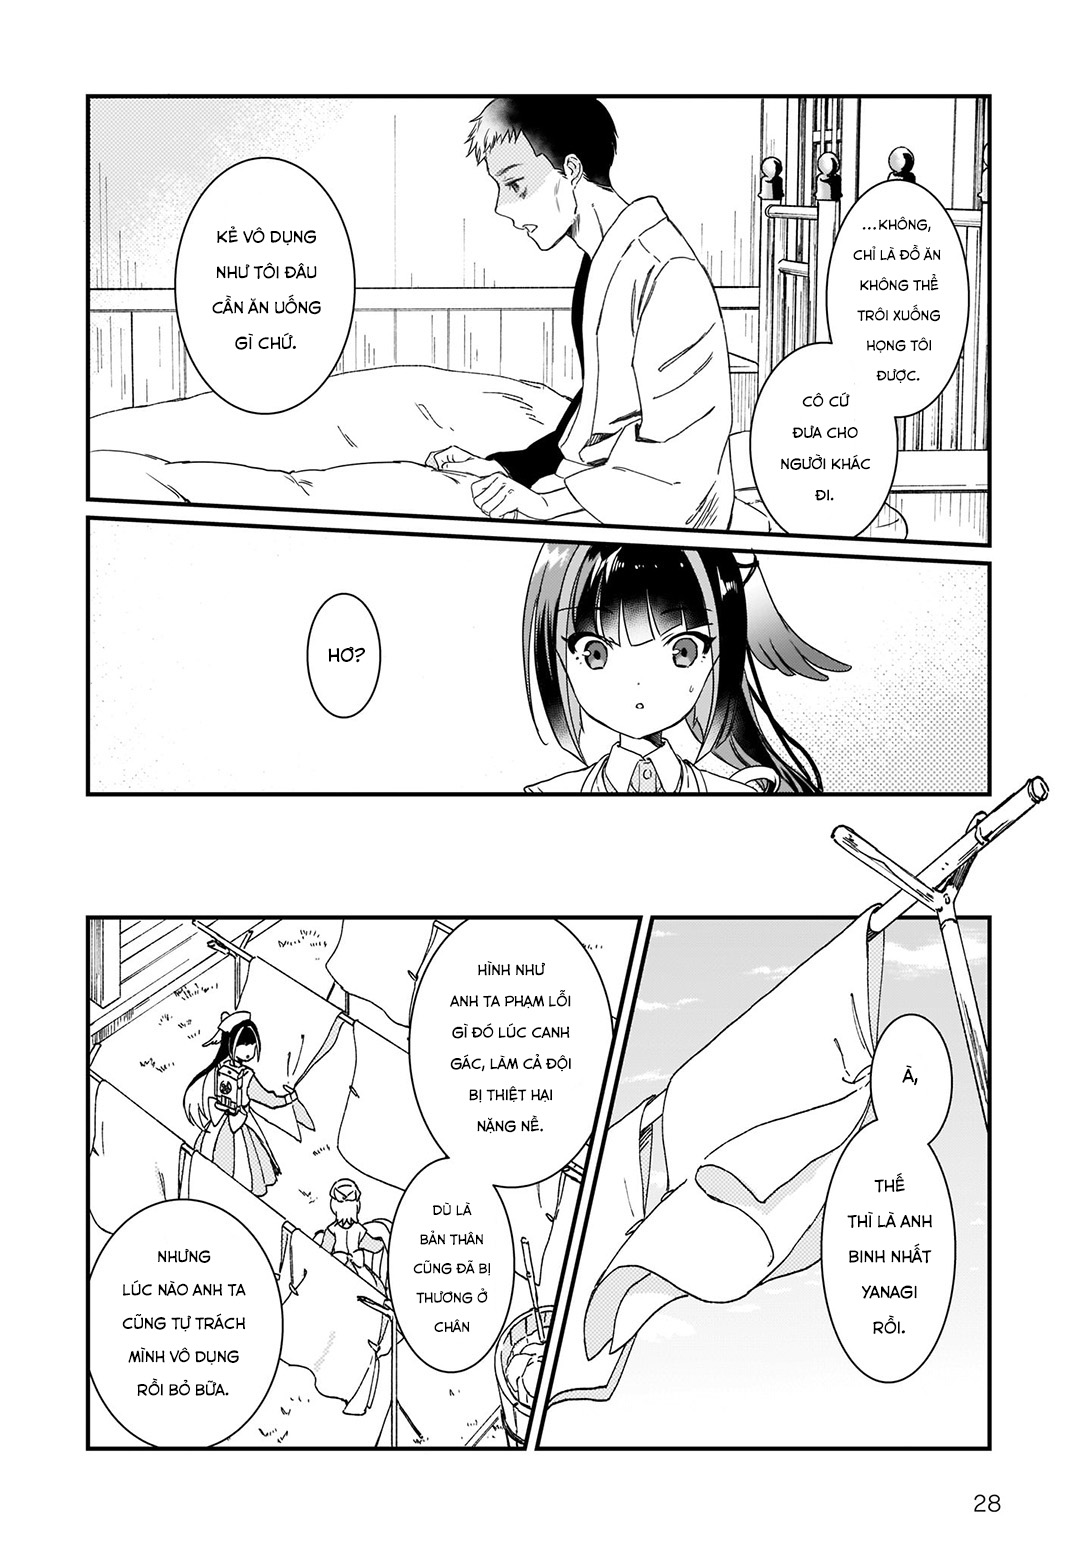 ...KHÔNG,
CHỈ LÀ ĐỒ ĂN
KHÔNG THỂ
TRÔI XUỐNG
HỌNG TÔI
ĐƯỢC.
CÔ CỨ
ĐƯA CHO
NGƯỜI KHÁC
ĐI.
KẺ VÔ DỤNG
NHƯ TÔI ĐÂU
CẦN ĂN UỐNG
GÌ CHỨ.
HƠ?
À,
THẾ
THÌ LÀ ANH
BINH NHẤT
YANAGI
RỒI.
HÌNH NHƯ
ANH TA PHẠM LỖI
GÌ ĐÓ LÚC CANH
GÁC, LÀM CẢ ĐỘI
BỊ THIỆT HẠI
NẶNG NỀ.
DÙ LÀ
BẢN THÂN
CŨNG ĐÃ BỊ
THƯƠNG Ở
CHÂN
NHƯNG
LÚC NÀO ANH TA
CŨNG TỰ TRÁCH
MÌNH VÔ DỤNG
RỒI BỎ BỮA.
28